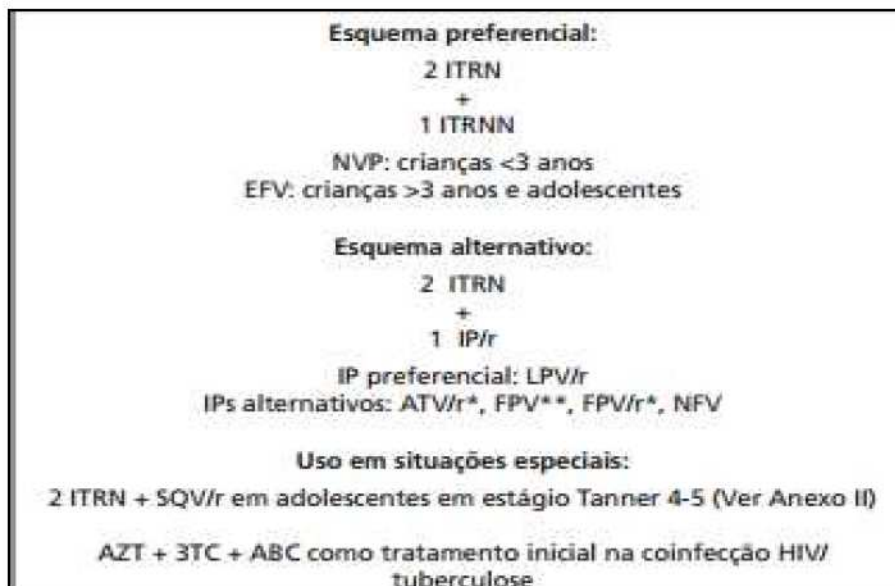 Esquema preferencial:
2 ITRN
+
1 ITRNN
NVP: crianças <3 anos
EFV: crianças >3 anos e adolescentes
Esquema alternativo:
2 ITRN
+
1 IP/r
IP preferencial: LPV/r
IPs alternativos: ATV/r*, FPV**, FPV/r*, NFV
Uso em situações especiais:
2 ITRN + SQV/r em adolescentes em estágio Tanner 4-5 (Ver Anexo II)
AZT + 3TC + ABC como tratamento inicial na coinfecção HIV/
tuberculose